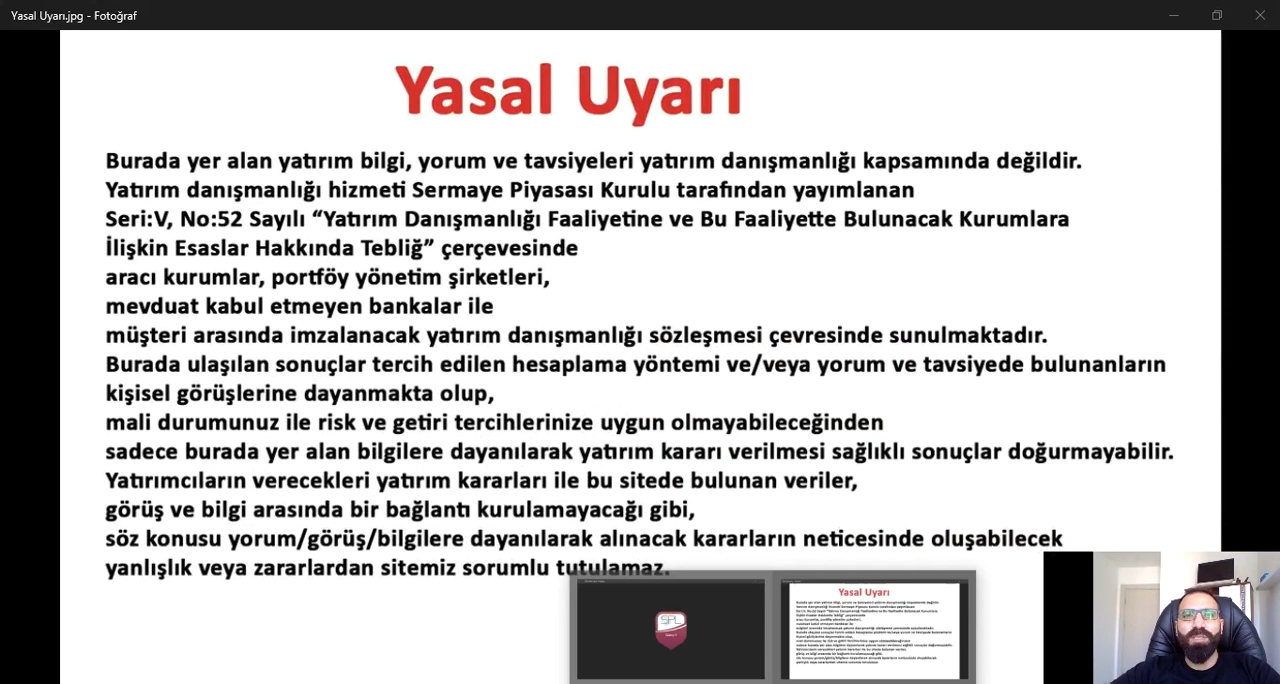 Yasal Uyarı.jpg - Fotoğraf
Yasal Uyarı
Burada yer alan yatırım bilgi, yorum ve tavsiyeleri yatırım danışmanlığı kapsamında değildir.
Yatırım danışmanlığı hizmeti Sermaye Piyasası Kurulu tarafından yayımlanan
Seri:V, No:52 Sayılı “Yatırım Danışmanlığı Faaliyetine ve Bu Faaliyette Bulunacak Kurumlara
İlişkin Esaslar Hakkında Tebliğ” çerçevesinde
aracı kurumlar, portföy yönetim şirketleri,
mevduat kabul etmeyen bankalar ile
müşteri arasında imzalanacak yatırım danışmanlığı sözleşmesi çevresinde sunulmaktadır.
Burada ulaşılan sonuçlar tercih edilen hesaplama yöntemi ve/veya yorum ve tavsiyede bulunanların
kişisel görüşlerine dayanmakta olup,
mali durumunuz ile risk ve getiri tercihlerinize uygun olmayabileceğinden
sadece burada yer alan bilgilere dayanılarak yatırım kararı verilmesi sağlıklı sonuçlar doğurmayabilir.
Yatırımcıların verecekleri yatırım kararları ile bu sitede bulunan veriler,
görüş ve bilgi arasında bir bağlantı kurulamayacağı gibi,
söz konusu yorum/görüş/bilgilere dayanılarak alınacak kararların neticesinde oluşabilecek
yanlışlık veya zararlardan sitemiz sorumlu tutulamaz.
SPL
Yasal Uyarı